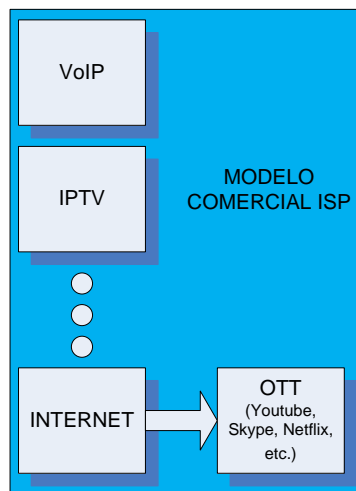 VoIP
IPTV
MODELO
COMERCIAL ISP
INTERNET
OTT
(Youtube,
Skype, Netflix,
etc.)